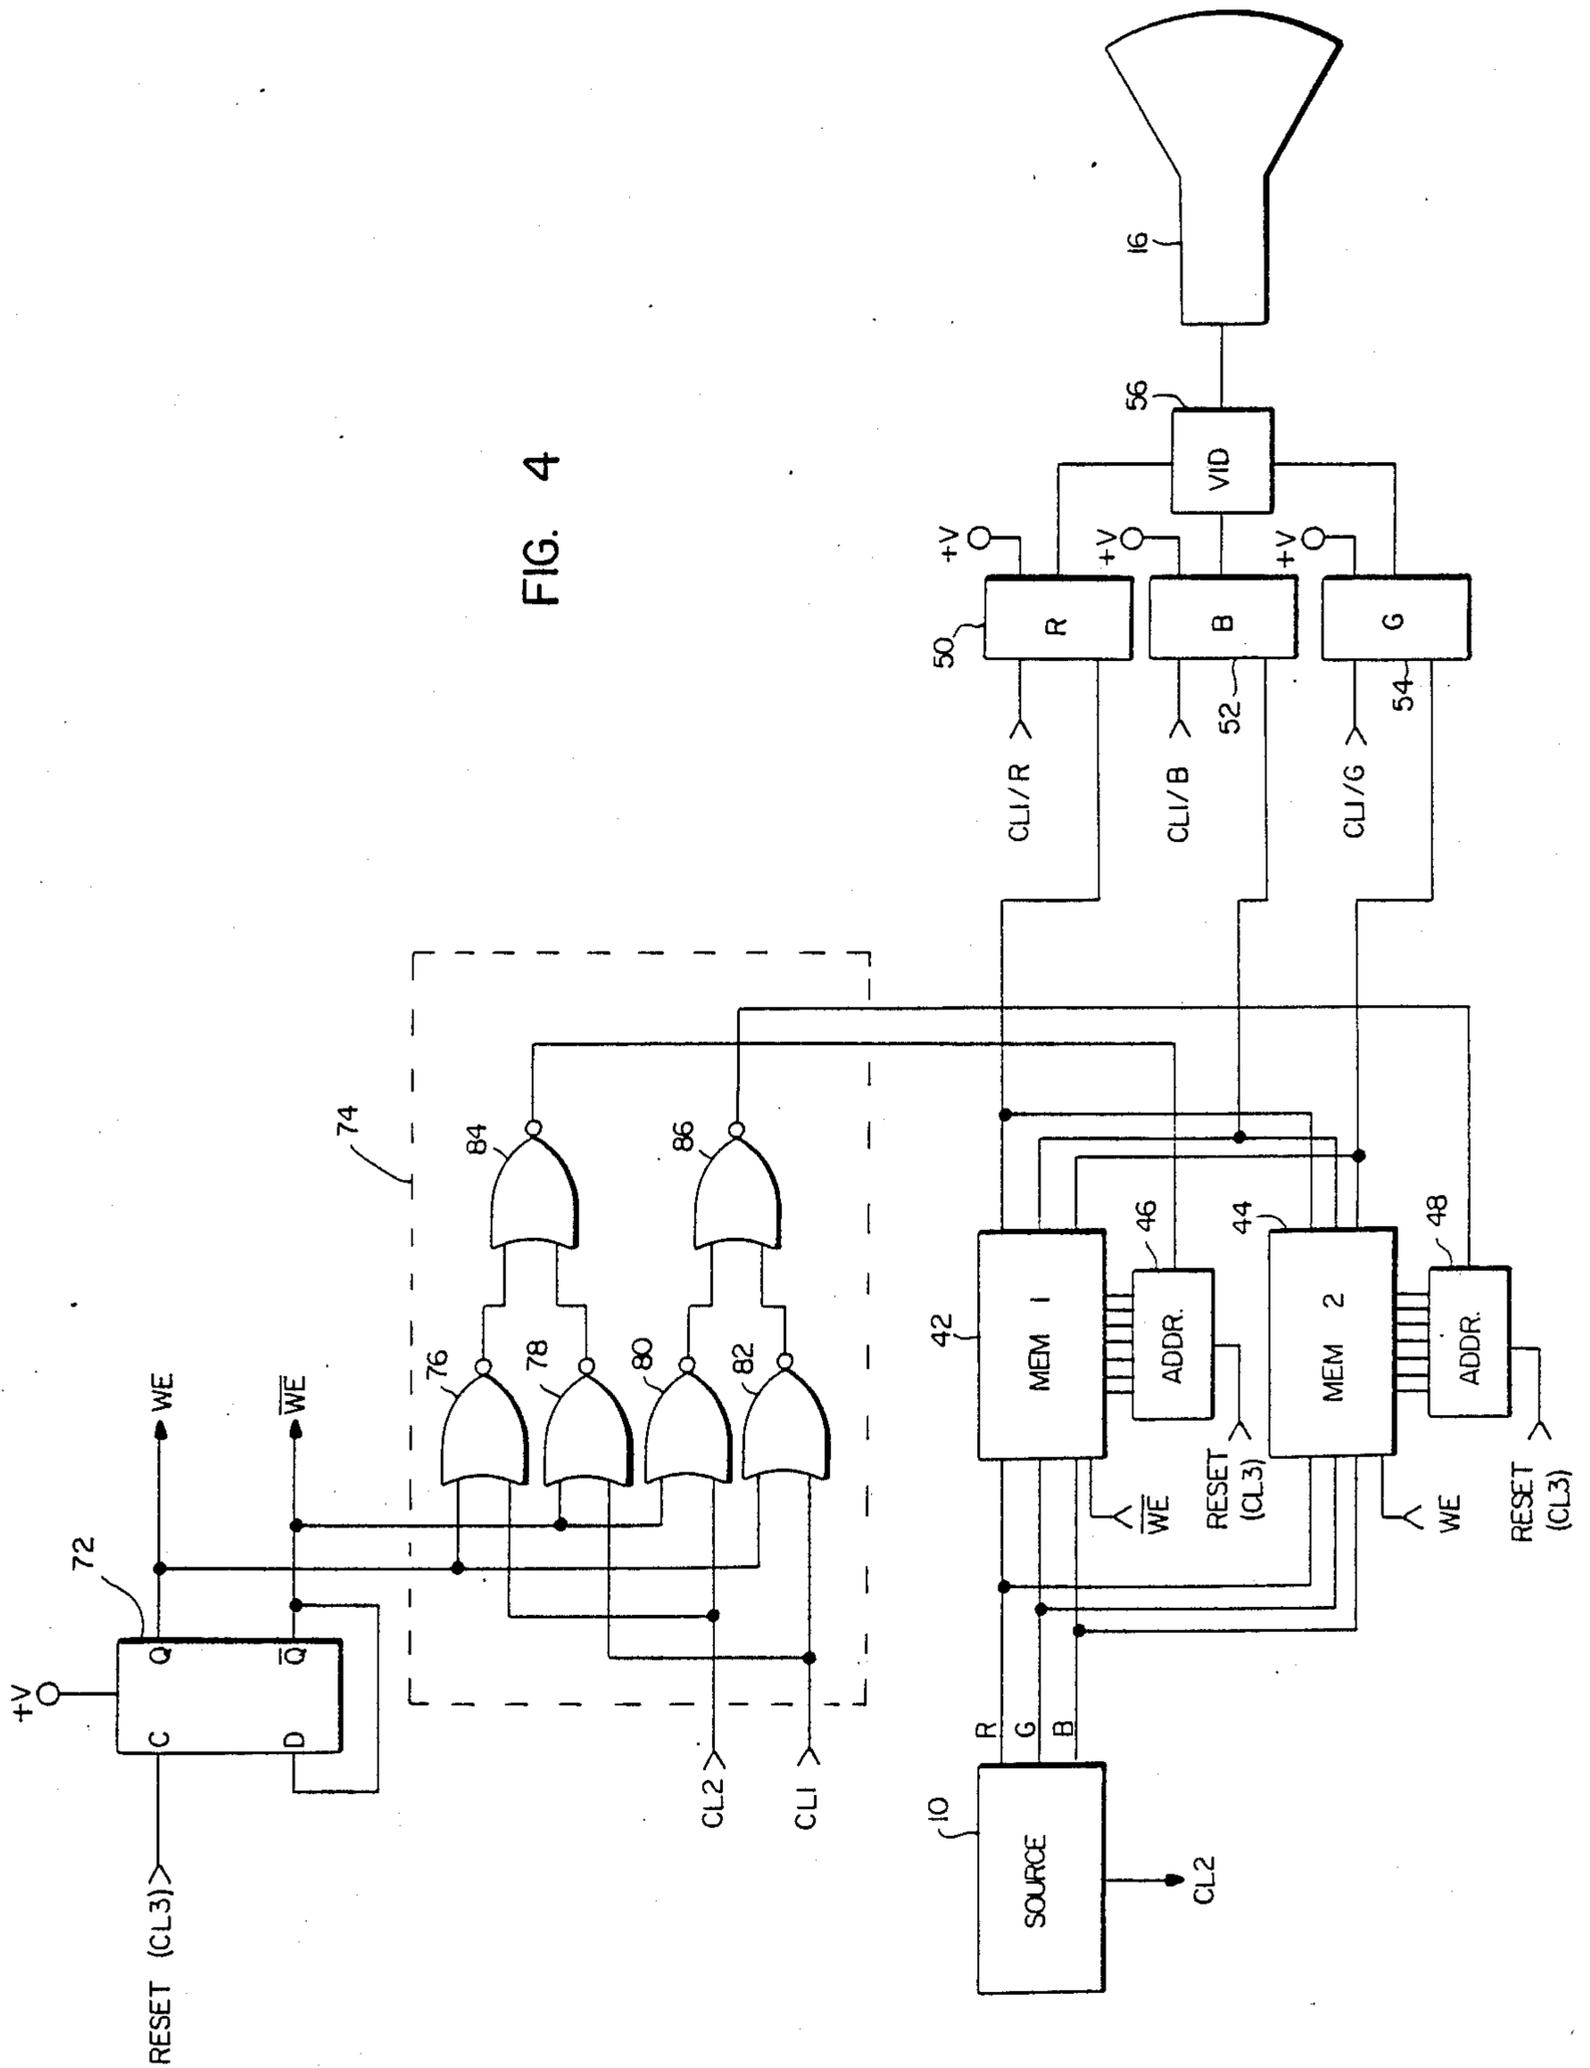 FIG. 4
RESET (CL3)
+V
72
C
Q
D
Q̅
WE
W̅E̅
74
CL2
CL1
76
78
80
82
84
86
10
SOURCE
CL2
R
G
B
42
MEM 1
W̅E̅
46
ADDR.
RESET
(CL3)
44
MEM 2
WE
48
ADDR.
RESET
(CL3)
CL1/R
50
R
+V
CL1/B
52
B
+V
CL1/G
54
G
+V
56
VID
16